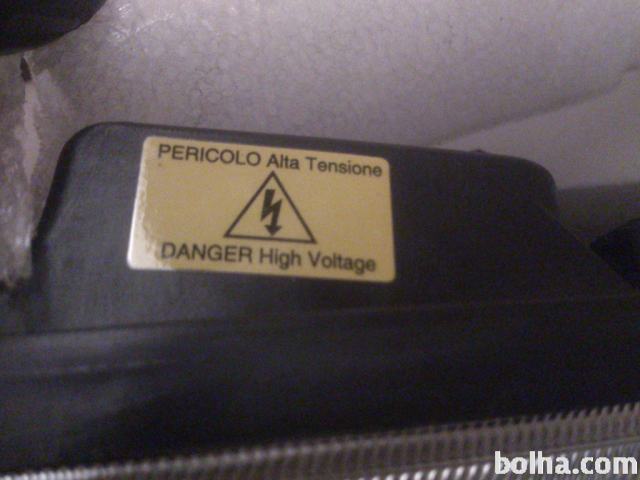 PERICOLO Alta Tensione
DANGER High Voltage
bolha.com